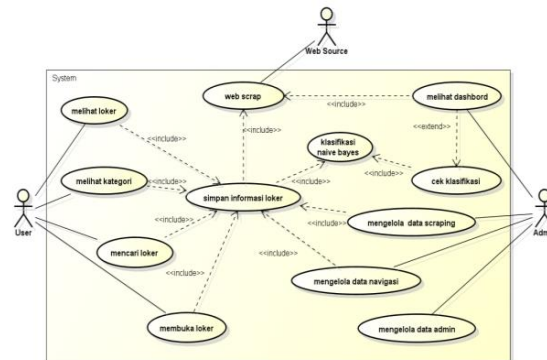 Web Source
System
web scrap
<<include>>
melihat dashbord
melihat loker
<<include>>
<<include>>
klasifikasi
naive bayes
<<extend>>
melihat kategori
<<include>>
<<include>>
<<include>>
cek klasifikasi
simpan informasi loker
User
<<include>>
<<include>>
mengelola data scraping
Adm
mencari loker
<<include>>
<<include>>
mengelola data navigasi
membuka loker
mengelola data admin